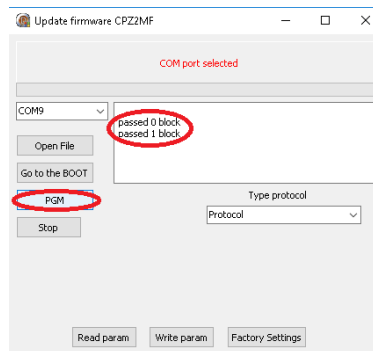 Update firmware CPZ2MF
COM port selected
COM9
passed 0 block
passed 1 block
Open File
Go to the BOOT
PGM
Type protocol
Protocol
Stop
Read param
Write param
Factory Settings